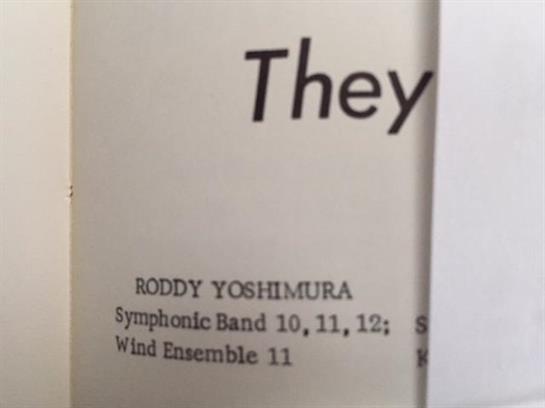 They
RODDY YOSHIMURA
Symphonic Band 10, 11, 12; S
Wind Ensemble 11 K